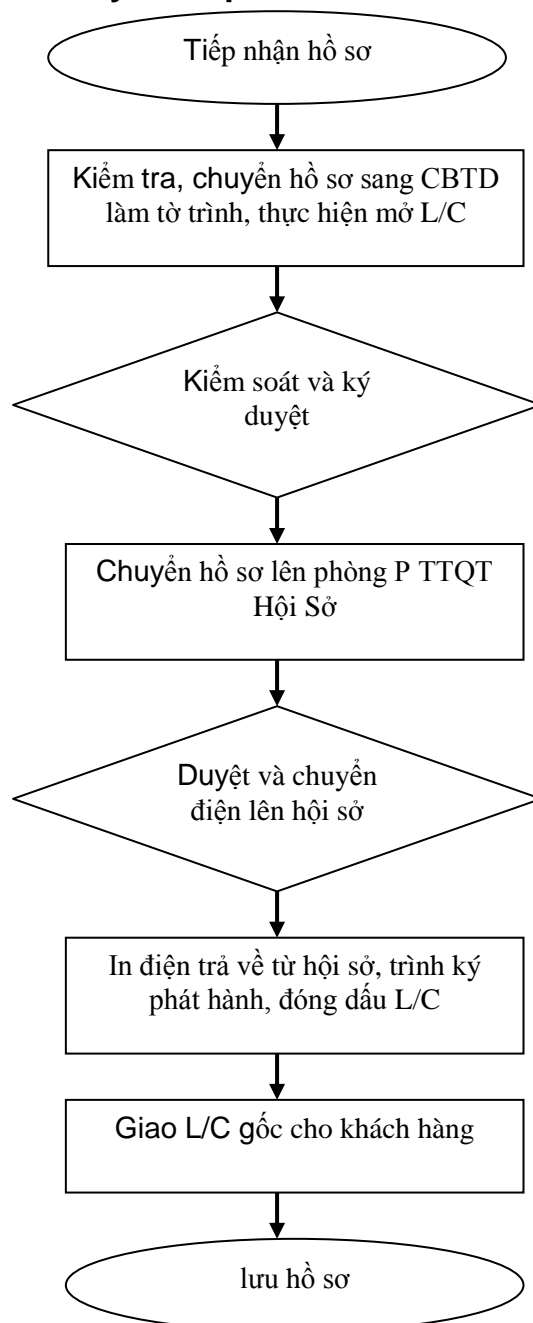 Tiếp nhận hồ sơ
Kiểm tra, chuyển hồ sơ sang CBTD
làm tờ trình, thực hiện mở L/C
Kiểm soát và ký
duyệt
Chuyển hồ sơ lên phòng P TTQT
Hội Sở
Duyệt và chuyển
điện lên hội sở
In điện trả về từ hội sở, trình ký
phát hành, đóng dấu L/C
Giao L/C gốc cho khách hàng
lưu hồ sơ